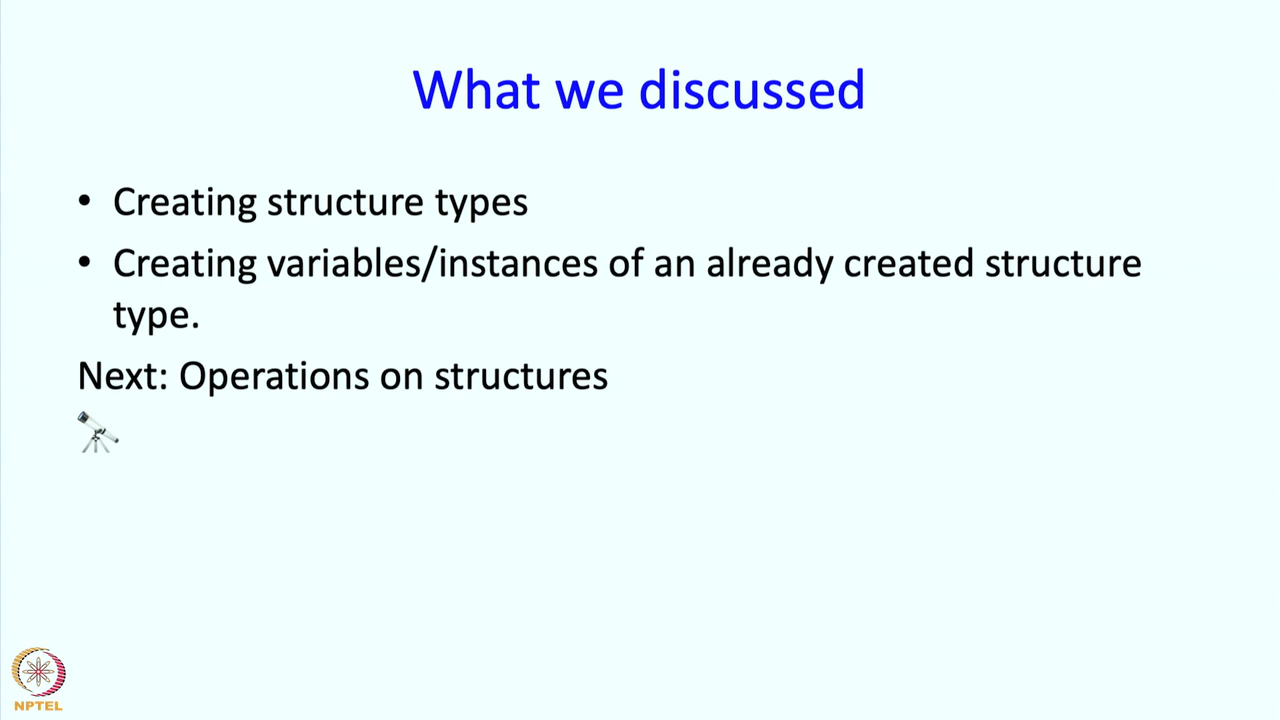 What we discussed
• Creating structure types
• Creating variables/instances of an already created structure
type.
Next: Operations on structures
NPTEL